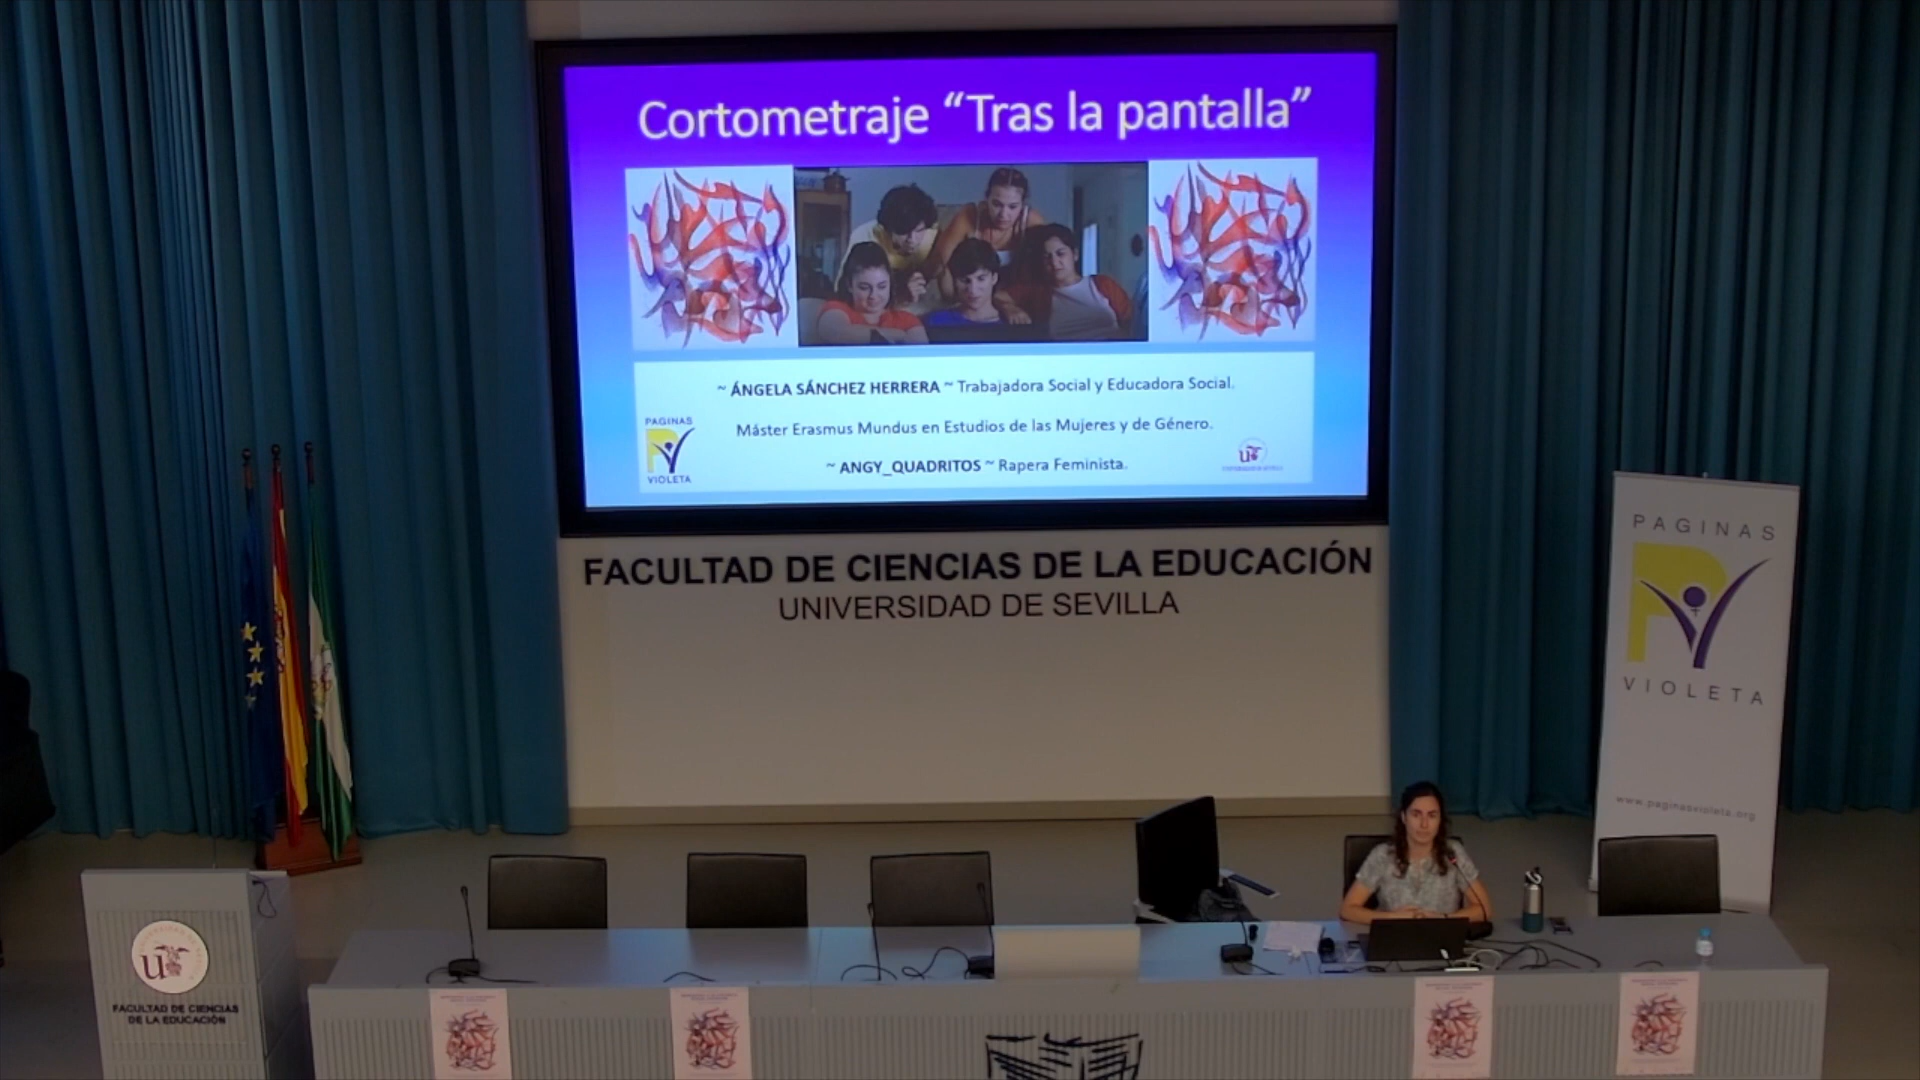 Cortometraje “Tras la pantalla”
~ ÁNGELA SÁNCHEZ HERRERA ~ Trabajadora Social y Educadora Social.
Máster Erasmus Mundus en Estudios de las Mujeres y de Género.
~ ANGY_QUADRITOS ~ Rapera Feminista.
PAGINAS
VIOLETA
FACULTAD DE CIENCIAS DE LA EDUCACIÓN
UNIVERSIDAD DE SEVILLA
PAGINAS
VIOLETA
www.paginasvioleta.org
FACULTAD DE CIENCIAS
DE LA EDUCACIÓN